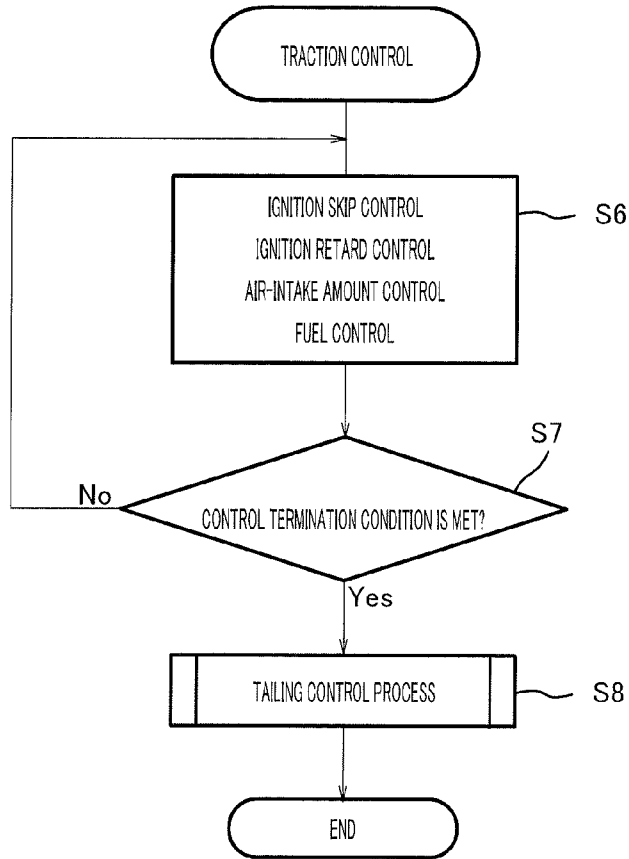 TRACTION CONTROL
IGNITION SKIP CONTROL
IGNITION RETARD CONTROL
AIR-INTAKE AMOUNT CONTROL
FUEL CONTROL
S6
S7
CONTROL TERMINATION CONDITION IS MET?
No
Yes
TAILING CONTROL PROCESS
S8
END